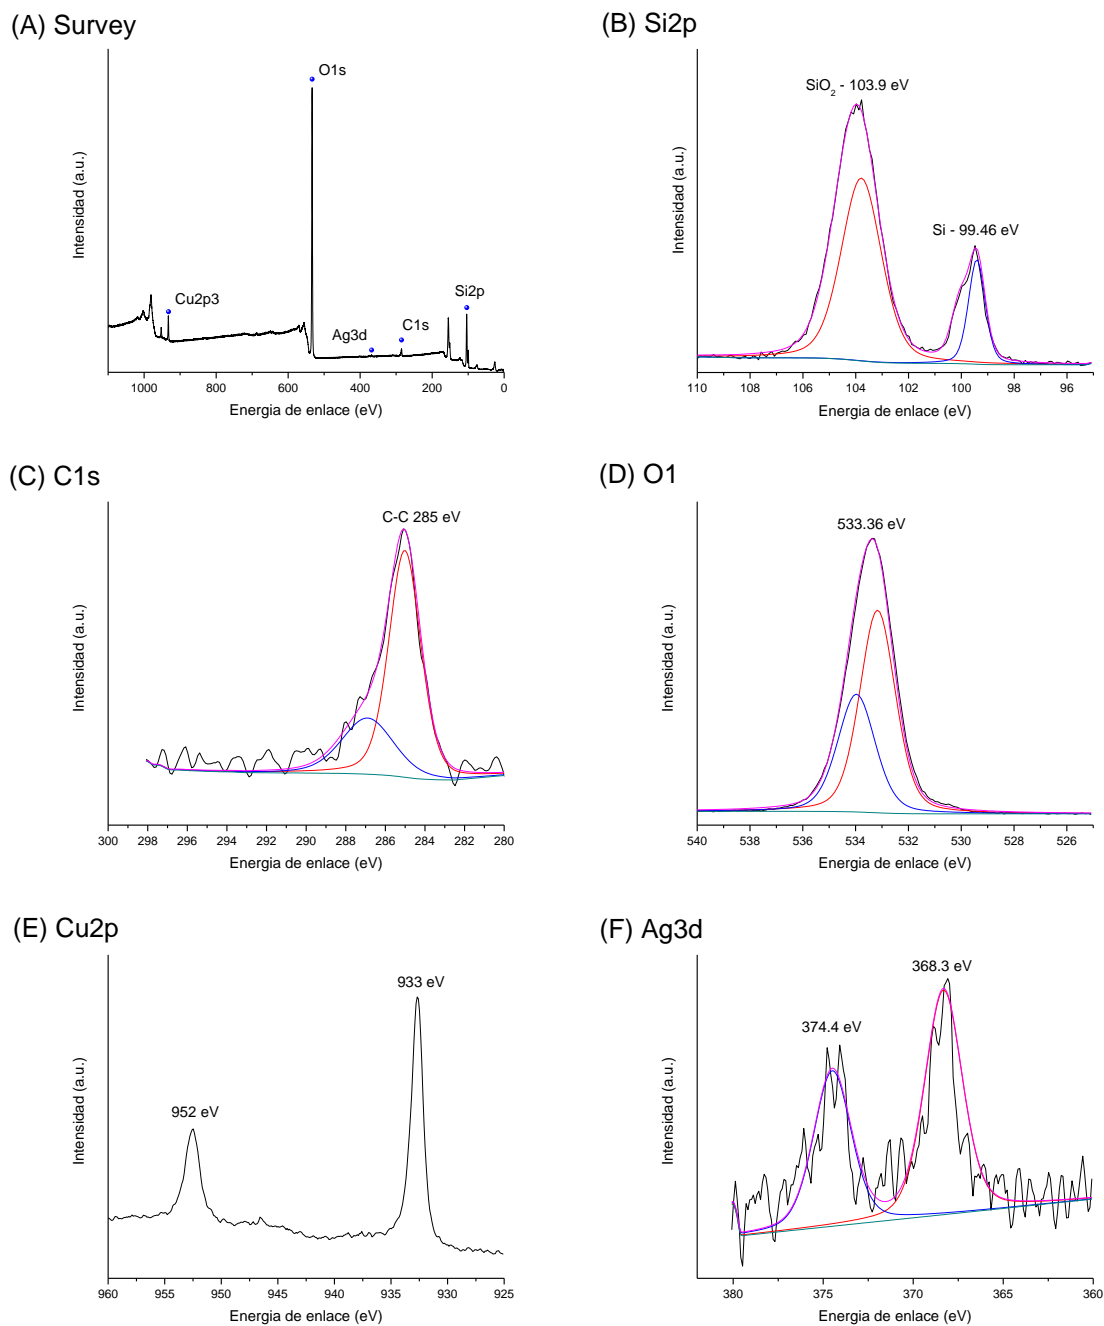 (A) Survey
O1s
Cu2p3
Ag3d
C1s
Si2p
Intensidad (a.u.)
1000 800 600 400 200 0
Energia de enlace (eV)
(B) Si2p
SiO2 - 103.9 eV
Si - 99.46 eV
Intensidad (a.u.)
110 108 106 104 102 100 98 96
Energia de enlace (eV)
(C) C1s
C-C 285 eV
Intensidad (a.u.)
300 298 296 294 292 290 288 286 284 282 280
Energia de enlace (eV)
(D) O1
533.36 eV
Intensidad (a.u.)
540 538 536 534 532 530 528 526
Energia de enlace (eV)
(E) Cu2p
933 eV
952 eV
Intensidad (a.u.)
960 955 950 945 940 935 930 925
Energia de enlace (eV)
(F) Ag3d
368.3 eV
374.4 eV
Intensidad (a.u.)
380 375 370 365 360
Energia de enlace (eV)